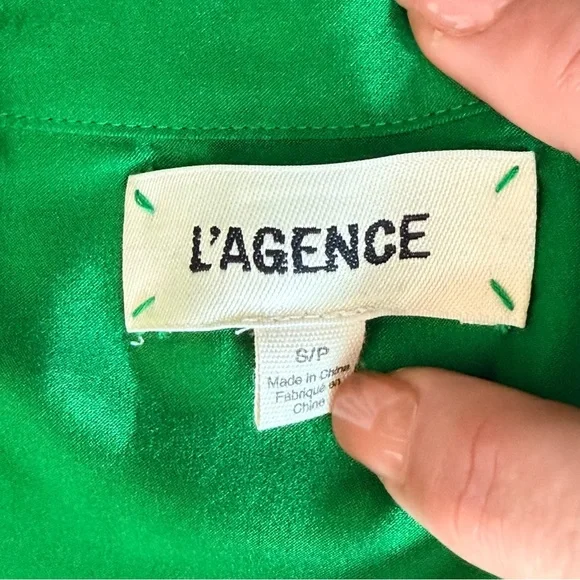 L'AGENCE
S/P
Made in China
Fabriqué en
Chine